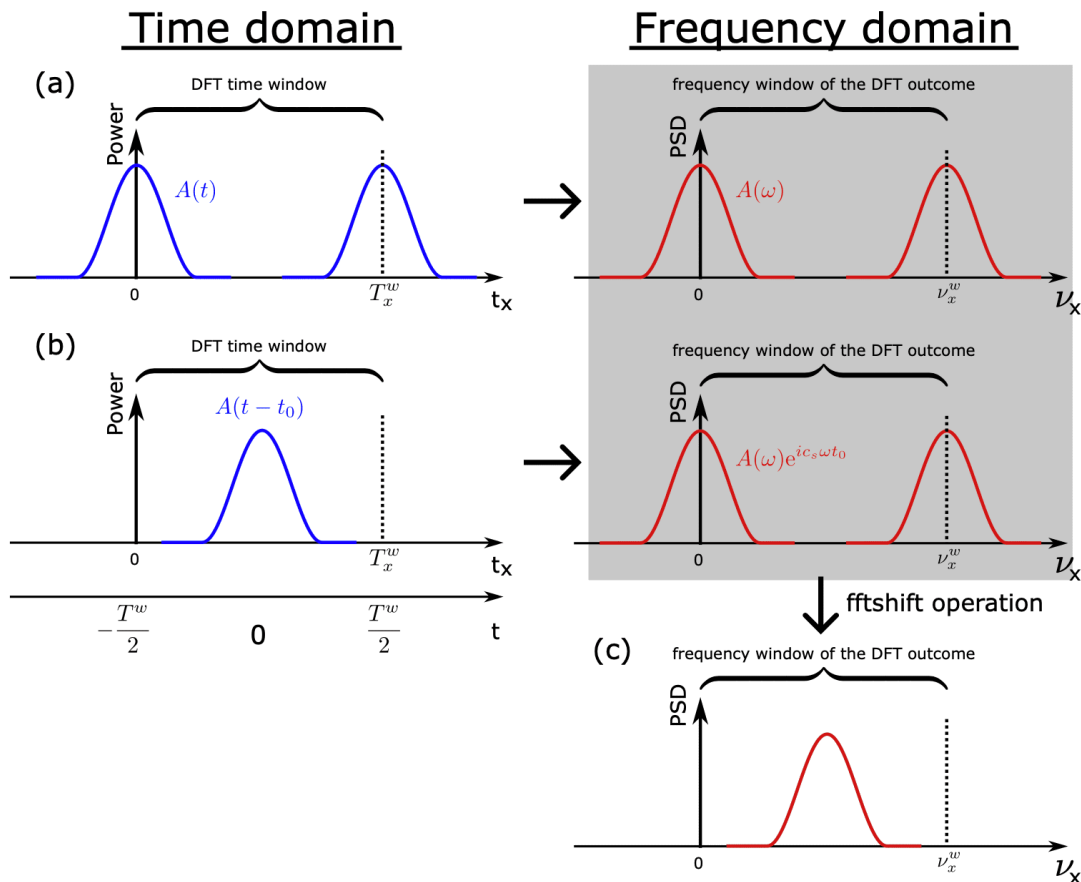 Time domain
Frequency domain
(a)
DFT time window
Power
A(t)
0
T_x^w
t_x
frequency window of the DFT outcome
PSD
A(ω)
0
ν_x^w
ν_x
(b)
DFT time window
Power
A(t − t_0)
0
T_x^w
t_x
−T^w/2
0
T^w/2
t
frequency window of the DFT outcome
PSD
A(ω)e^{ic_sωt_0}
0
ν_x^w
ν_x
fftshift operation
(c)
frequency window of the DFT outcome
PSD
0
ν_x^w
ν_x